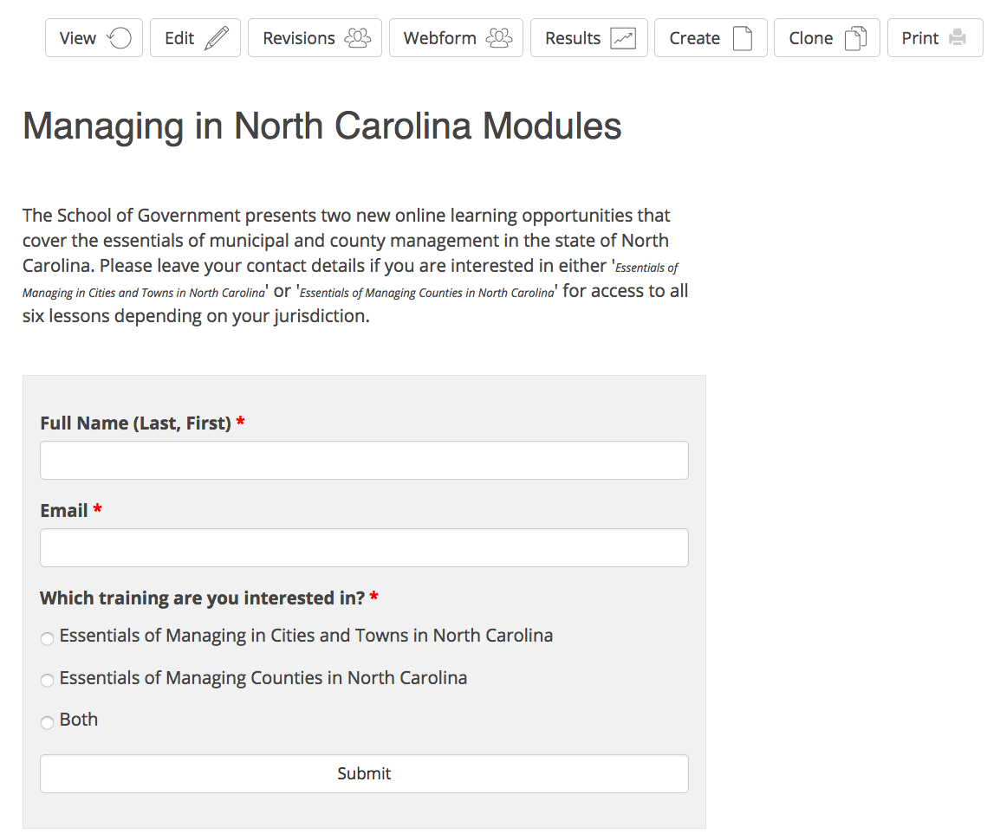 View Edit Revisions Webform Results Create Clone Print
Managing in North Carolina Modules
The School of Government presents two new online learning opportunities that
cover the essentials of municipal and county management in the state of North
Carolina. Please leave your contact details if you are interested in either 'Essentials of
Managing in Cities and Towns in North Carolina' or 'Essentials of Managing Counties in North Carolina' for access to all
six lessons depending on your jurisdiction.
Full Name (Last, First) *
Email *
Which training are you interested in? *
Essentials of Managing in Cities and Towns in North Carolina
Essentials of Managing Counties in North Carolina
Both
Submit